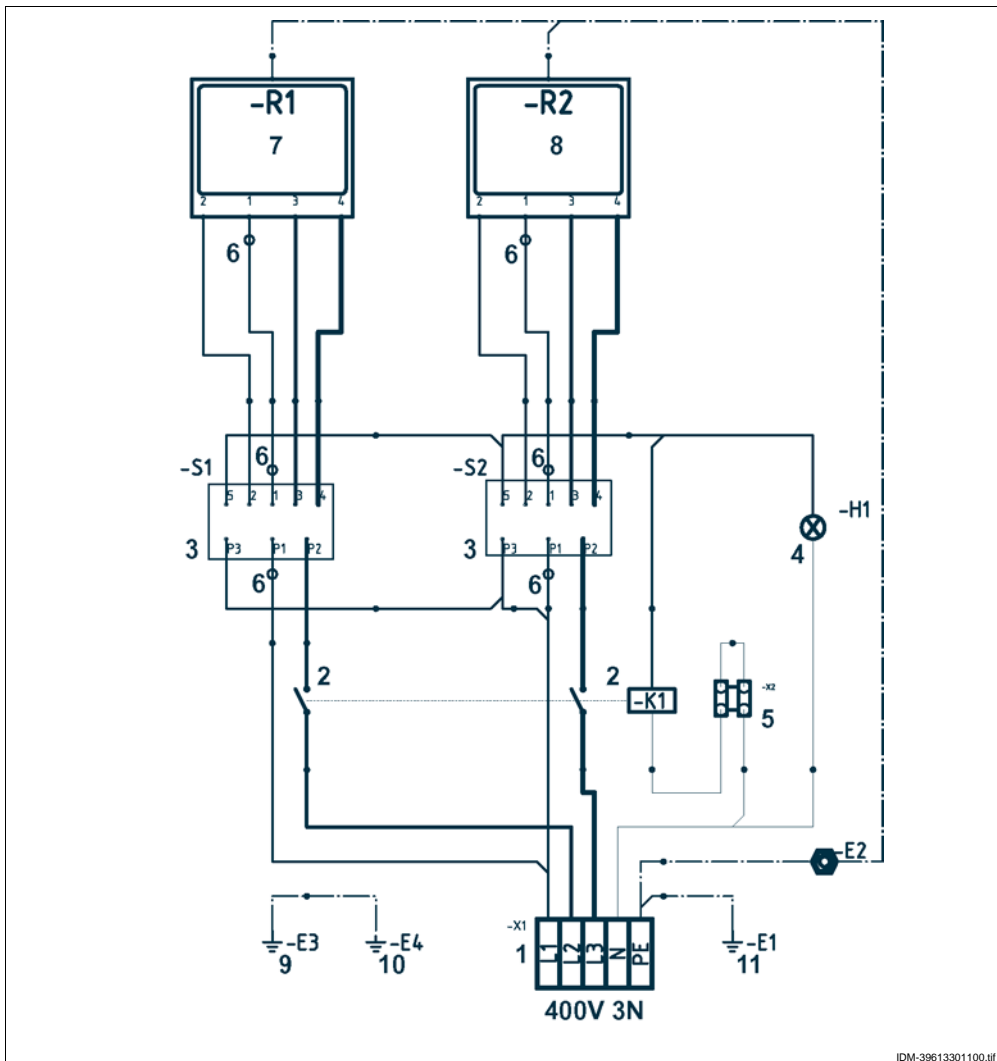 -R1
7
-R2
8
2 1 3 4
2 1 3 4
6
6
-S1
6
-S2
6
5 2 1 3 4
5 2 1 3 4
-H1
3
P3 P1 P2
3
P3 P1 P2
4
6
6
2
2
-K1
-X2
5
-E2
-X1
1
L1 L2 L3 N PE
-E3
9
-E4
10
-E1
11
400V 3N
IDM-39613301100.tif